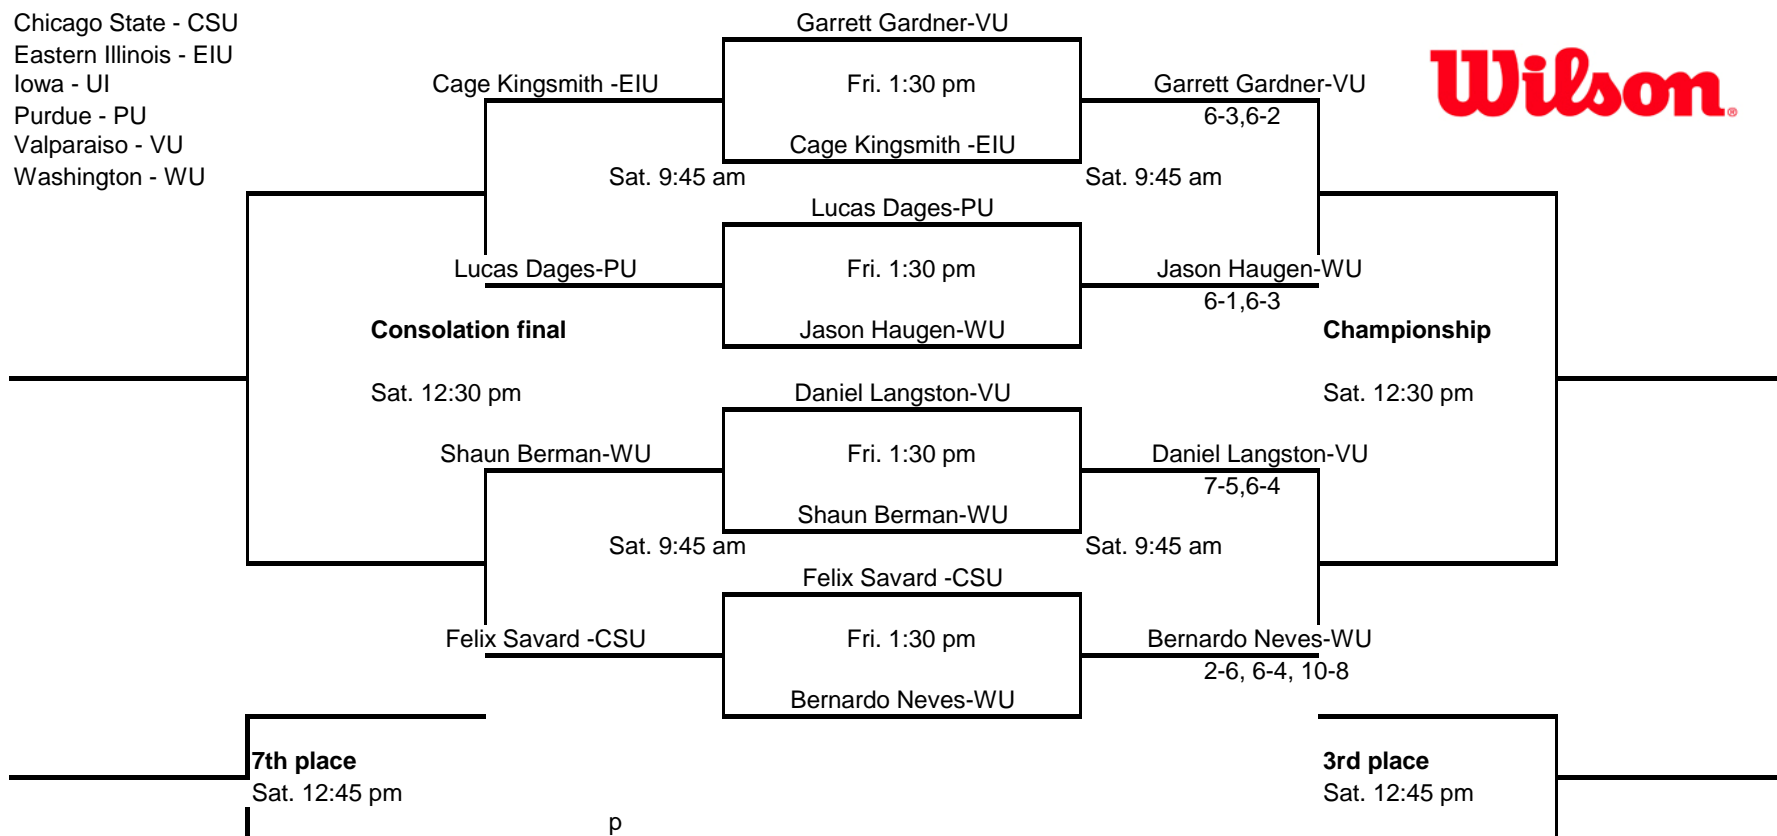 Chicago State - CSU
Eastern Illinois - EIU
Iowa - UI
Purdue - PU
Valparaiso - VU
Washington - WU
Garrett Gardner-VU
Wilson®
Cage Kingsmith -EIU
Fri. 1:30 pm
Garrett Gardner-VU
6-3,6-2
Cage Kingsmith -EIU
Sat. 9:45 am
Sat. 9:45 am
Lucas Dages-PU
Lucas Dages-PU
Fri. 1:30 pm
Jason Haugen-WU
6-1,6-3
Consolation final
Jason Haugen-WU
Championship
Sat. 12:30 pm
Daniel Langston-VU
Sat. 12:30 pm
Shaun Berman-WU
Fri. 1:30 pm
Daniel Langston-VU
7-5,6-4
Shaun Berman-WU
Sat. 9:45 am
Sat. 9:45 am
Felix Savard -CSU
Felix Savard -CSU
Fri. 1:30 pm
Bernardo Neves-WU
2-6, 6-4, 10-8
Bernardo Neves-WU
7th place
3rd place
Sat. 12:45 pm
Sat. 12:45 pm
p